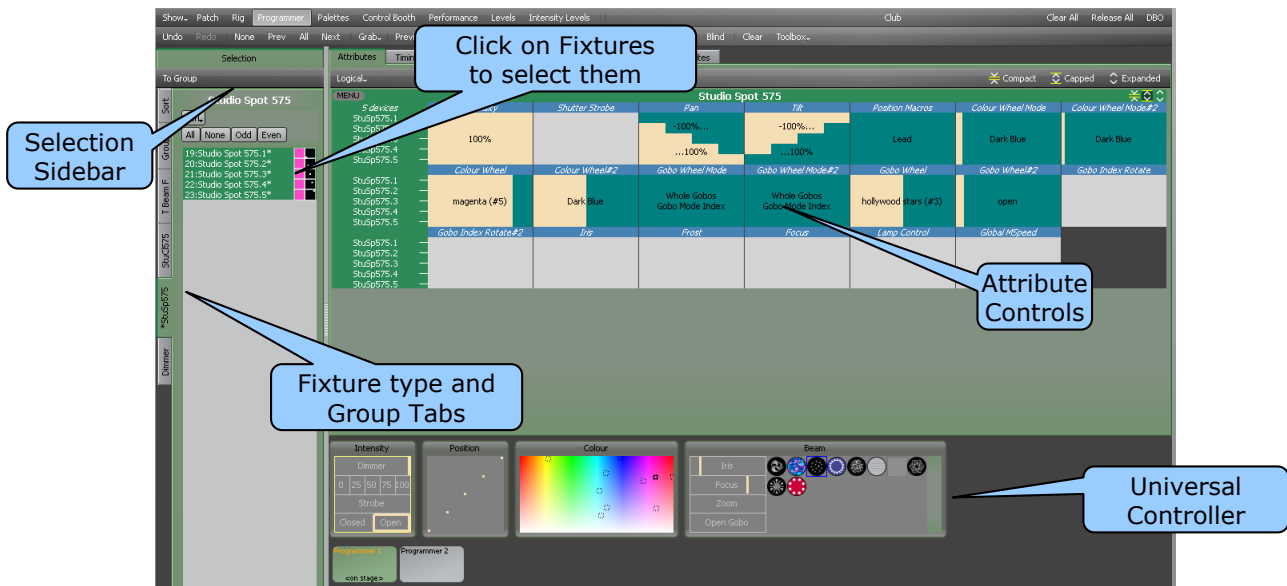 Show Patch Rig Programmer Palettes Control Booth Performance Levels Intensity Levels Club Clear All Release All DBO
Undo Redo None Prev All Next Grab Blind Clear Toolbox
Selection
Attributes
To Group
Logical
Compact Capped Expanded
Click on Fixtures
to select them
Selection
Sidebar
Sort
T Beam F
StuCl575
*StuSp575
Dimmer
Studio Spot 575
All None Odd Even
19:Studio Spot 575.1*
20:Studio Spot 575.2*
21:Studio Spot 575.3*
22:Studio Spot 575.4*
23:Studio Spot 575.5*
MENU
Studio Spot 575
5 devices Shutter Strobe Pan Tilt Position Macros Colour Wheel Mode Colour Wheel Mode#2
StuSp575.1
StuSp575.4
StuSp575.5
100% -100%... -100%... Lead Dark Blue Dark Blue
...100% ...100%
Colour Wheel Colour Wheel#2 Gobo Wheel Mode Gobo Wheel Mode#2 Gobo Wheel Gobo Wheel#2 Gobo Index Rotate
StuSp575.1
StuSp575.2
StuSp575.3
StuSp575.4
StuSp575.5
magenta (#5) Dark Blue Whole Gobos Whole Gobos hollywood stars (#3) open
Gobo Mode Index Gobo Mode Index
Gobo Index Rotate#2 Iris Frost Focus Lamp Control Global MSpeed
StuSp575.1
StuSp575.2
StuSp575.3
StuSp575.4
StuSp575.5
Attribute
Controls
Fixture type and
Group Tabs
Intensity Position Colour Beam
Dimmer
0 25 50 75 100
Strobe
Closed Open
Iris
Focus
Zoom
Open Gobo
Universal
Controller
Programmer 1 Programmer 2
<on stage>